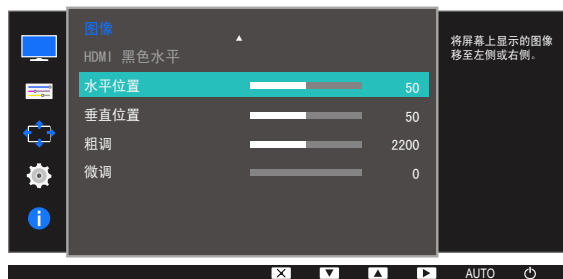 图像
HDMI 黑色水平
水平位置 50
垂直位置 50
粗调 2200
微调 0
将屏幕上显示的图像
移至左侧或右侧。
AUTO